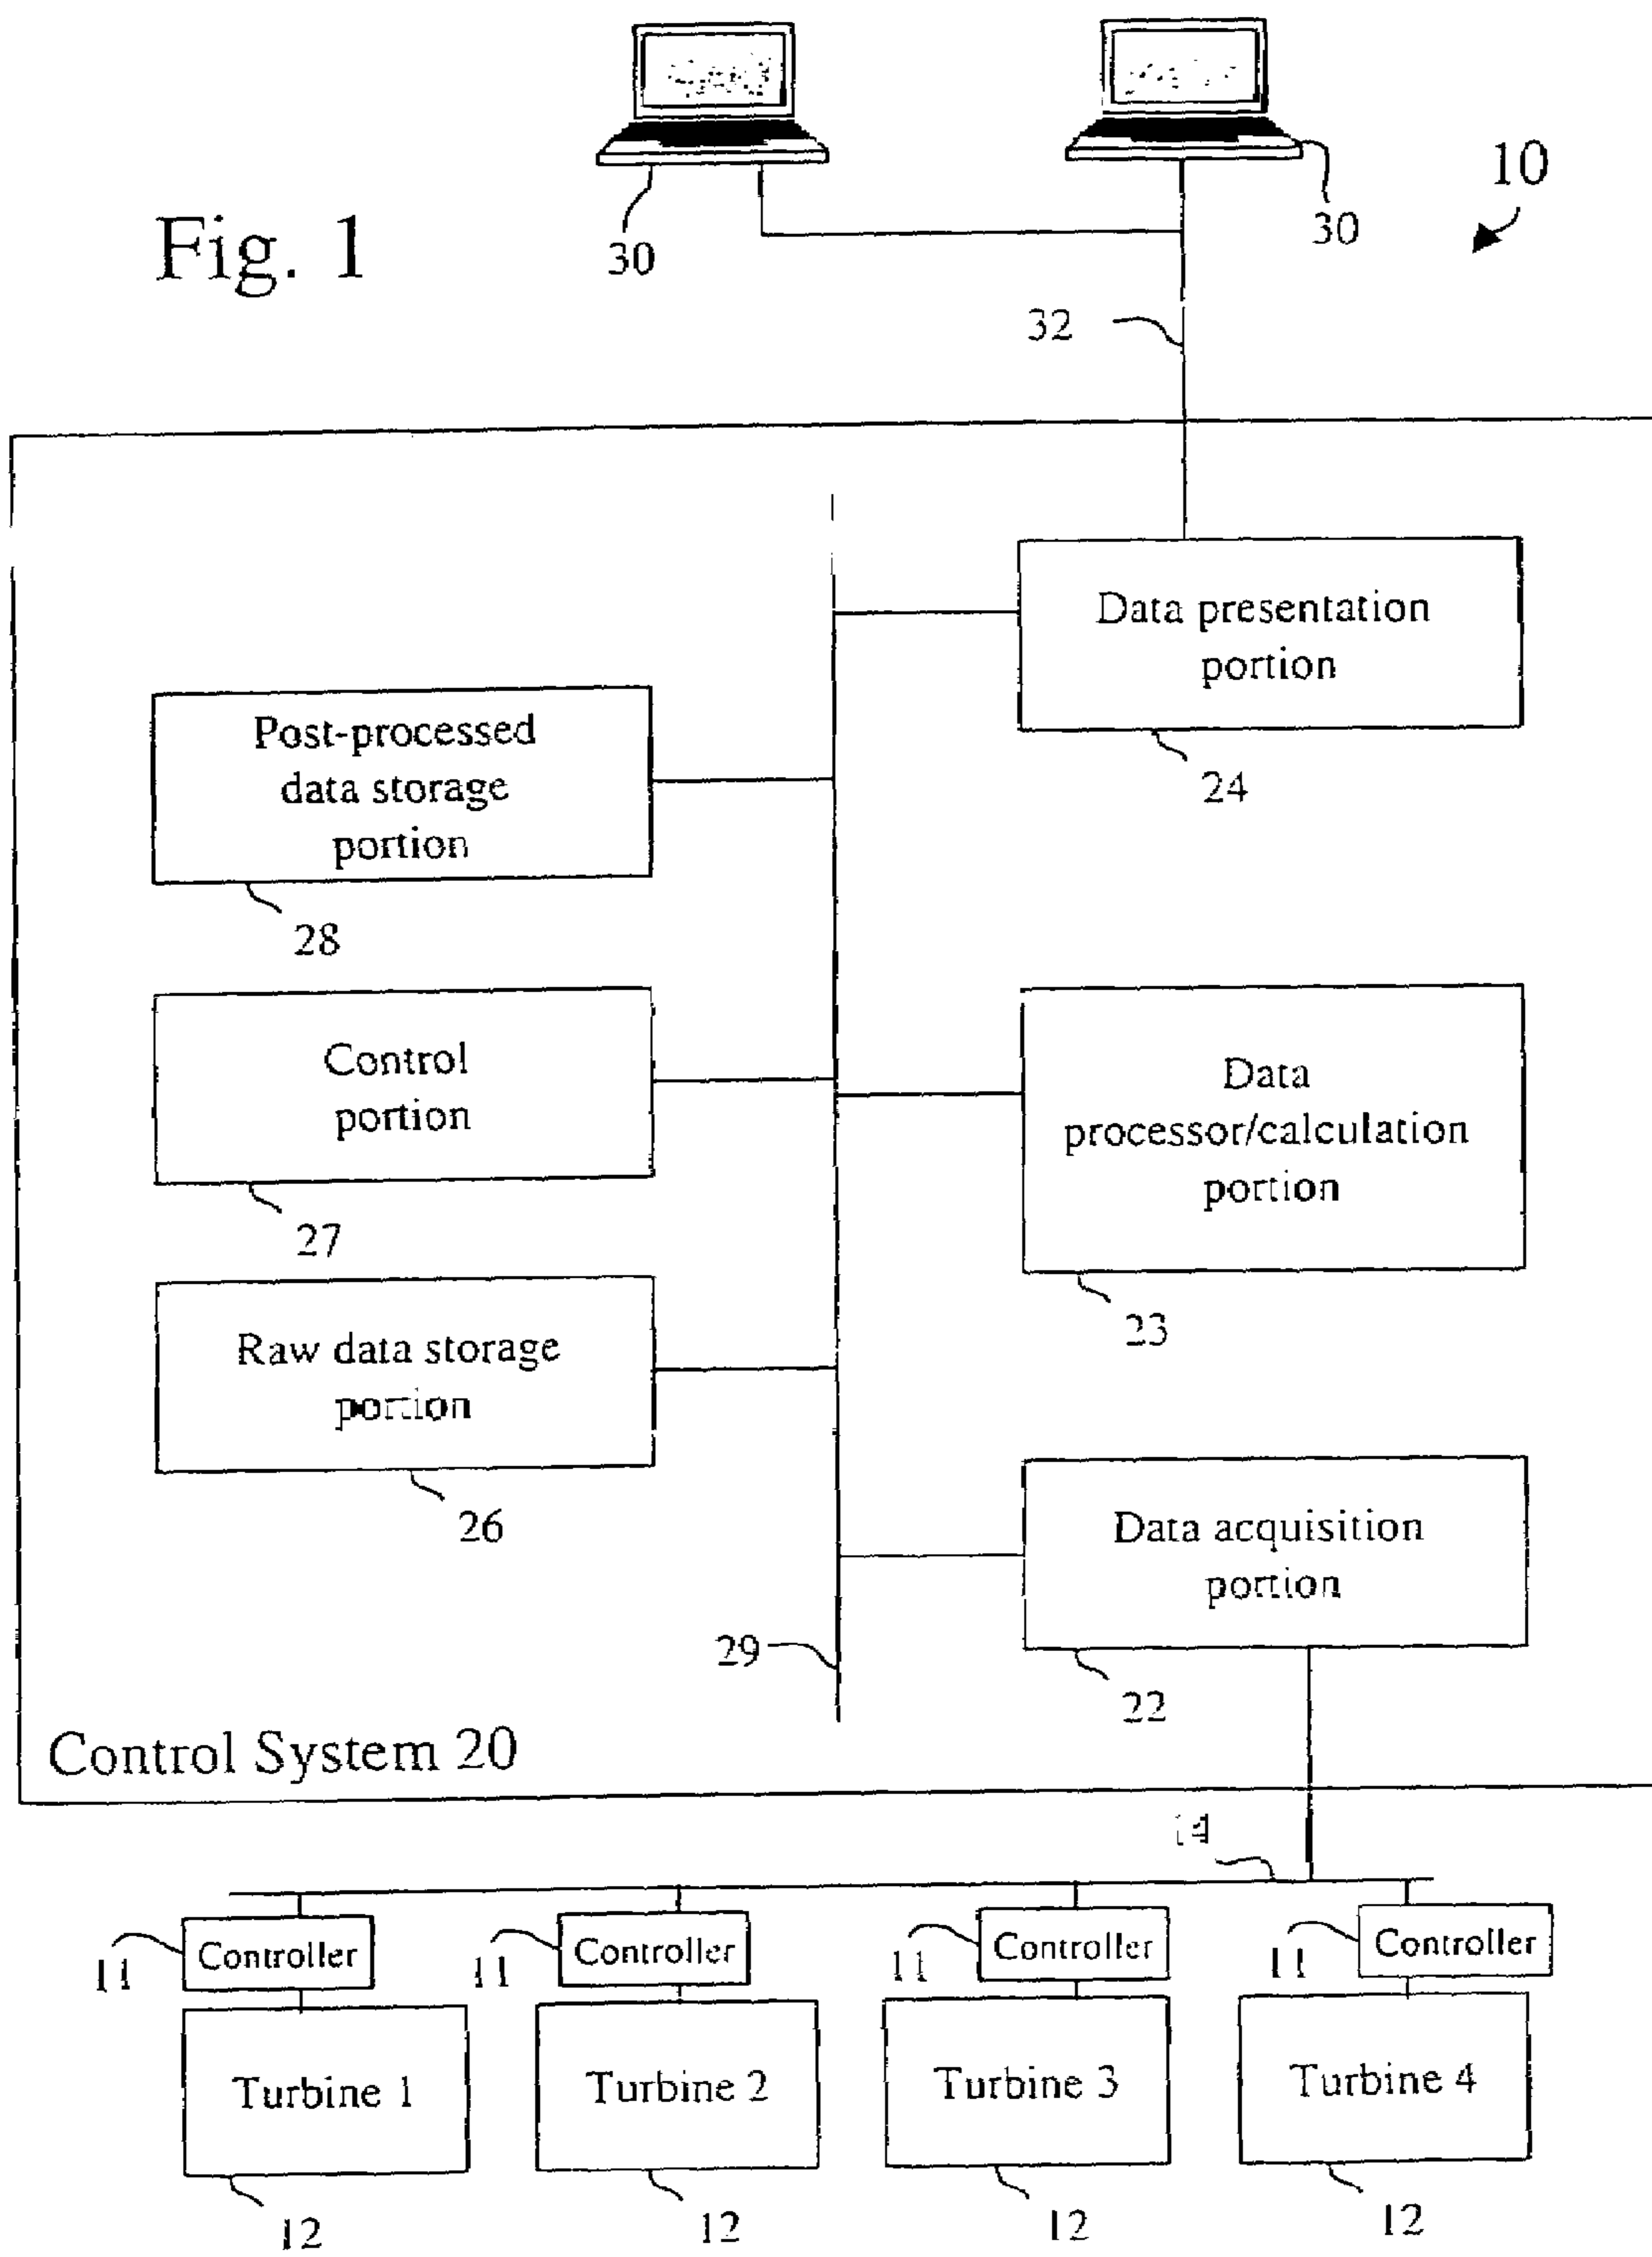 Fig. 1
30
30
10
32
Data presentation
portion
24
Post-processed
data storage
portion
28
Control
portion
27
Data
processor/calculation
portion
23
Raw data storage
portion
26
Data acquisition
portion
22
29
Control System 20
14
11
Controller
11
Controller
11
Controller
11
Controller
Turbine 1
Turbine 2
Turbine 3
Turbine 4
12
12
12
12